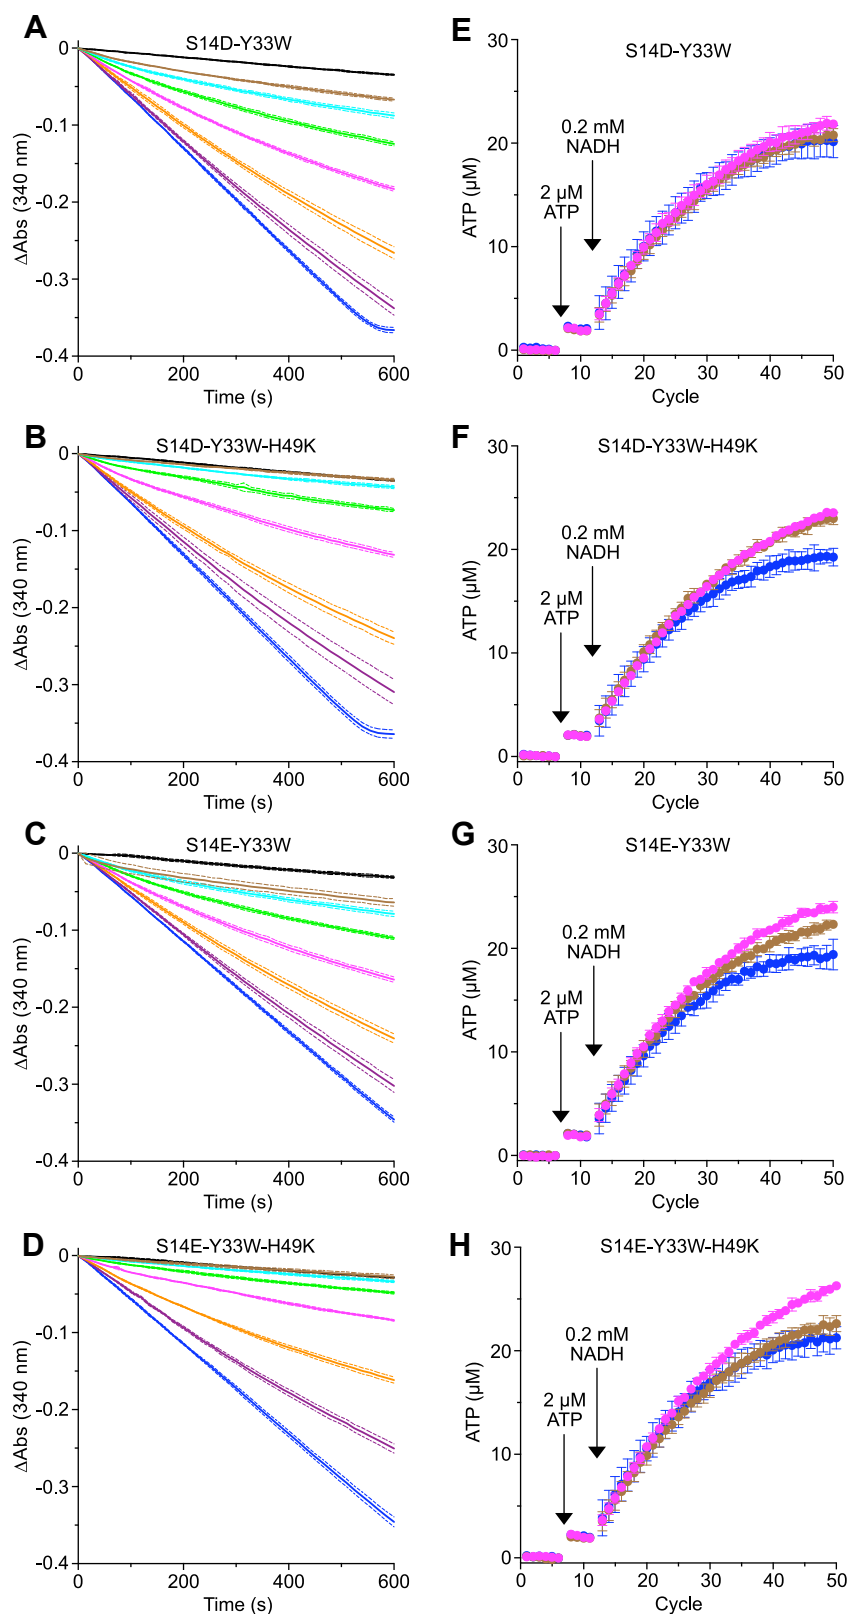 A
S14D-Y33W
0
-0.1
-0.2
-0.3
-0.4
ΔAbs (340 nm)
0
200
400
600
Time (s)
E
S14D-Y33W
30
20
10
0
ATP (µM)
0.2 mM
NADH
2 µM
ATP
0
10
20
30
40
50
Cycle
B
S14D-Y33W-H49K
0
-0.1
-0.2
-0.3
-0.4
ΔAbs (340 nm)
0
200
400
600
Time (s)
F
S14D-Y33W-H49K
30
20
10
0
ATP (µM)
0.2 mM
NADH
2 µM
ATP
0
10
20
30
40
50
Cycle
C
S14E-Y33W
0
-0.1
-0.2
-0.3
-0.4
ΔAbs (340 nm)
0
200
400
600
Time (s)
G
S14E-Y33W
30
20
10
0
ATP (µM)
0.2 mM
NADH
2 µM
ATP
0
10
20
30
40
50
Cycle
D
S14E-Y33W-H49K
0
-0.1
-0.2
-0.3
-0.4
ΔAbs (340 nm)
0
200
400
600
Time (s)
H
S14E-Y33W-H49K
30
20
10
0
ATP (µM)
0.2 mM
NADH
2 µM
ATP
0
10
20
30
40
50
Cycle